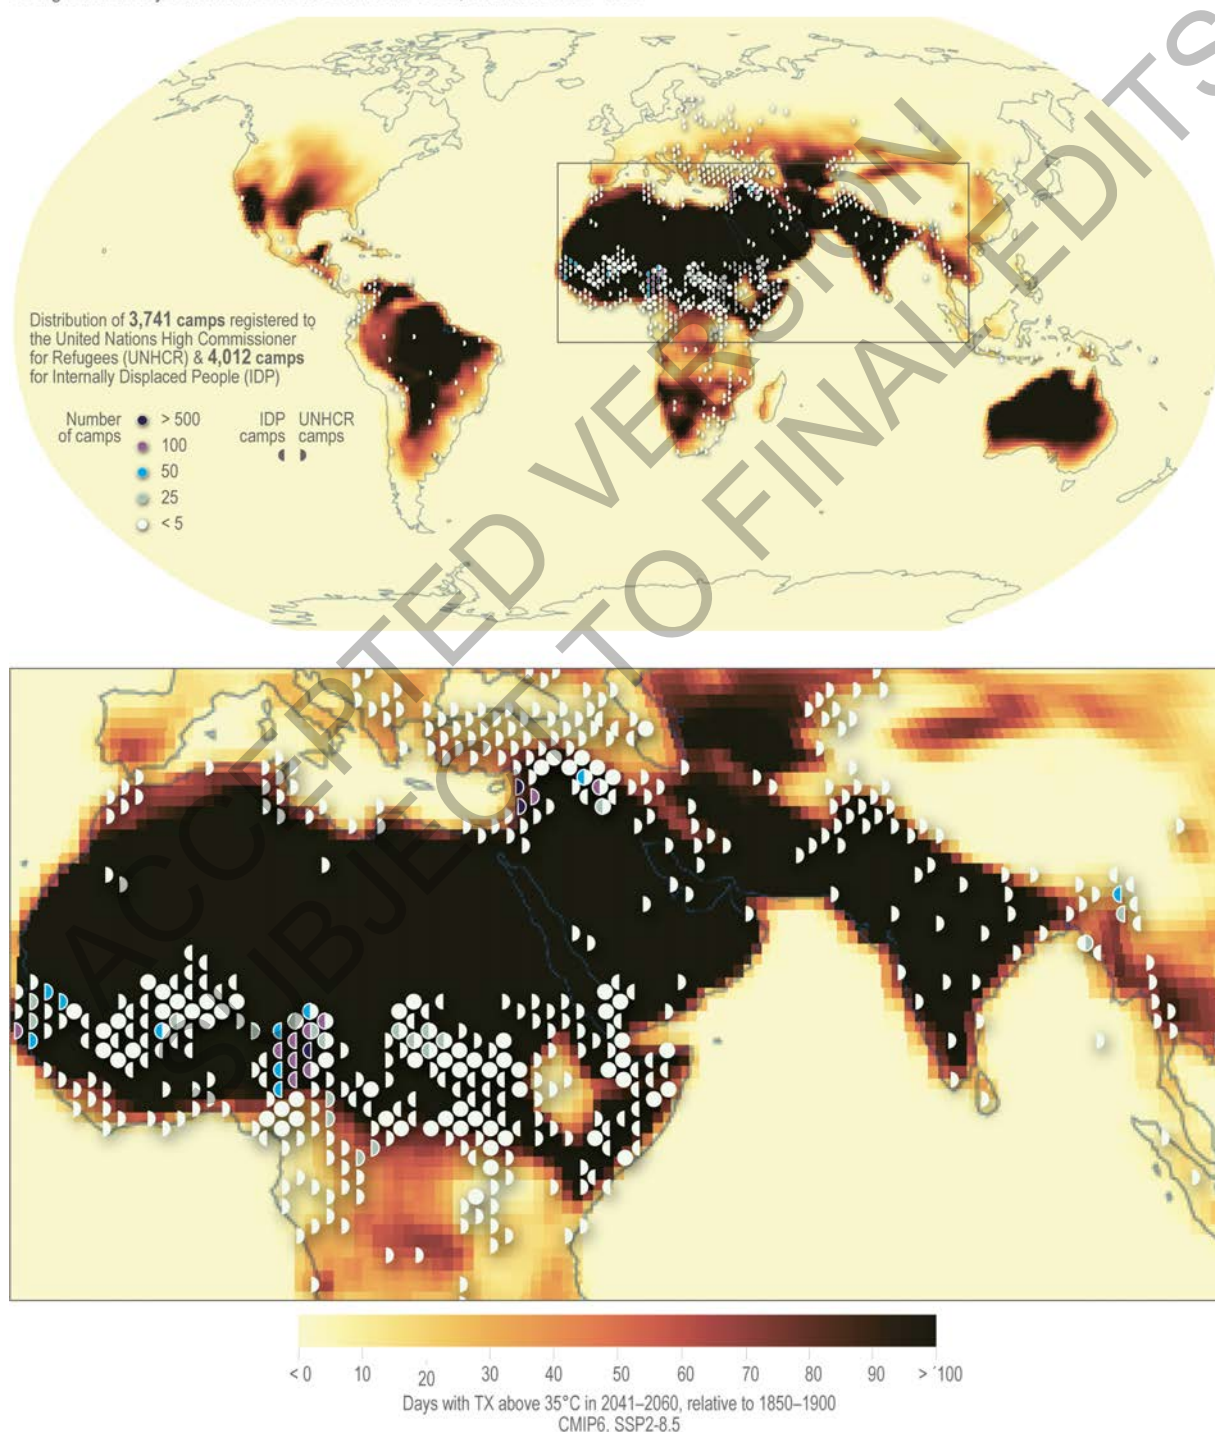 Distribution of 3,741 camps registered to
the United Nations High Commissioner
for Refugees (UNHCR) & 4,012 camps
for Internally Displaced People (IDP)
Number
of camps
> 500
100
50
25
< 5
IDP
camps
UNHCR
camps
ACCEPTED VERSION
SUBJECT TO FINAL EDITS
< 0 10 20 30 40 50 60 70 80 90 > 100
Days with TX above 35°C in 2041–2060, relative to 1850–1900
CMIP6. SSP2-8.5